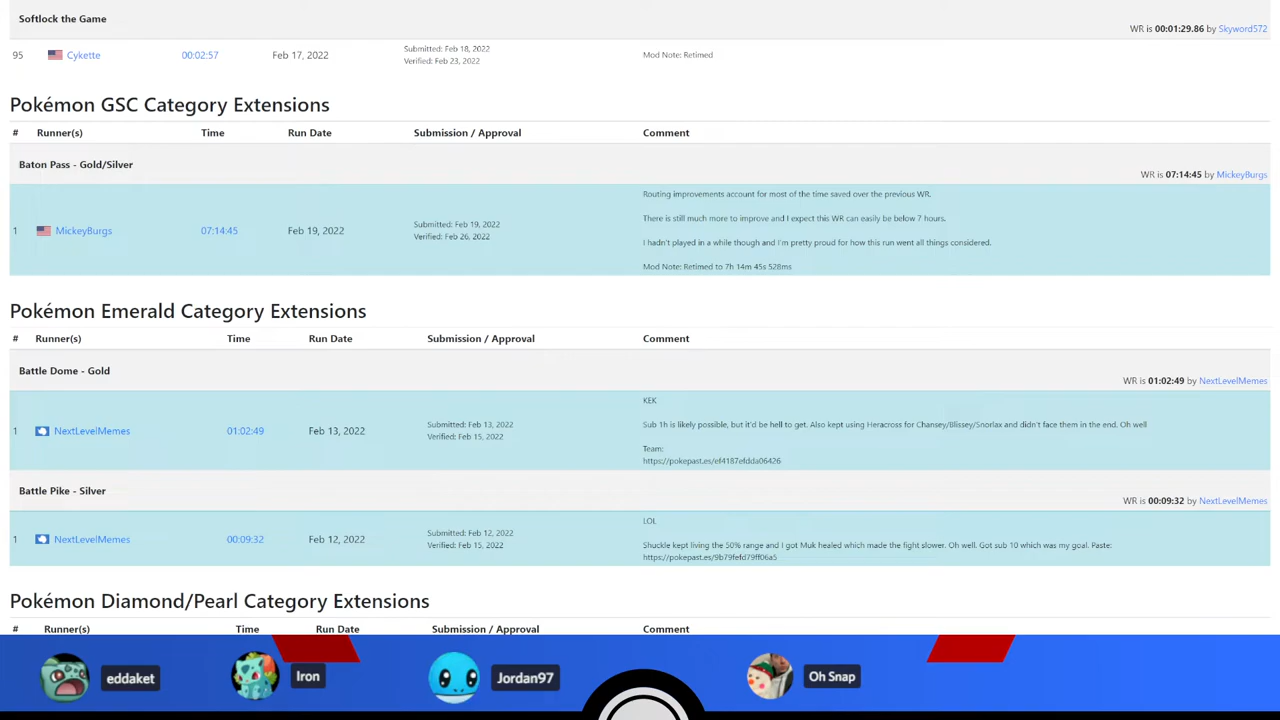 Softlock the Game
WR is 00:01:29.86 by Skyword572
95 Cykette 00:02:57 Feb 17, 2022 Submitted: Feb 18, 2022 Mod Note: Retimed
Verified: Feb 23, 2022
Pokémon GSC Category Extensions
# Runner(s) Time Run Date Submission / Approval Comment
Baton Pass - Gold/Silver
WR is 07:14:45 by MickeyBurgs
Routing improvements account for most of the time saved over the previous WR.
There is still much more to improve and I expect this WR can easily be below 7 hours.
1 MickeyBurgs 07:14:45 Feb 19, 2022 Submitted: Feb 19, 2022
Verified: Feb 26, 2022
I hadn't played in a while though and I'm pretty proud for how this run went all things considered.
Mod Note: Retimed to 7h 14m 45s 528ms
Pokémon Emerald Category Extensions
# Runner(s) Time Run Date Submission / Approval Comment
Battle Dome - Gold
WR is 01:02:49 by NextLevelMemes
KEK
1 NextLevelMemes 01:02:49 Feb 13, 2022 Submitted: Feb 13, 2022
Verified: Feb 15, 2022
Sub 1h is likely possible, but it'd be hell to get. Also kept using Heracross for Chansey/Blissey/Snorlax and didn't face them in the end. Oh well
Team:
https://pokepast.es/ef4187efdda06426
Battle Pike - Silver
WR is 00:09:32 by NextLevelMemes
LOL
1 NextLevelMemes 00:09:32 Feb 12, 2022 Submitted: Feb 12, 2022
Verified: Feb 15, 2022
Shuckle kept living the 50% range and I got Muk healed which made the fight slower. Oh well. Got sub 10 which was my goal. Paste:
https://pokepast.es/9b79fefd79ff06a5
Pokémon Diamond/Pearl Category Extensions
# Runner(s) Time Run Date Submission / Approval Comment
eddaket Iron Jordan97 Oh Snap